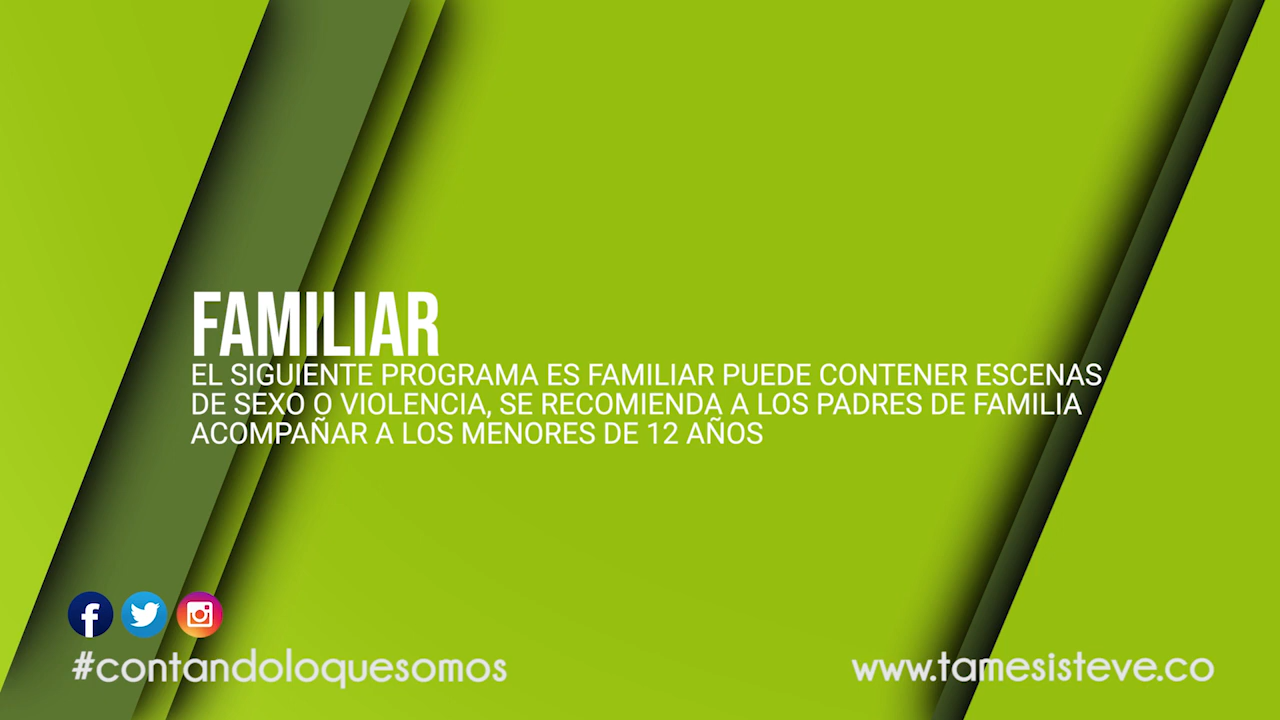 FAMILIAR
EL SIGUIENTE PROGRAMA ES FAMILIAR PUEDE CONTENER ESCENAS
DE SEXO O VIOLENCIA, SE RECOMIENDA A LOS PADRES DE FAMILIA
ACOMPAÑAR A LOS MENORES DE 12 AÑOS
#contandoloquesomos
www.tamesisteve.co